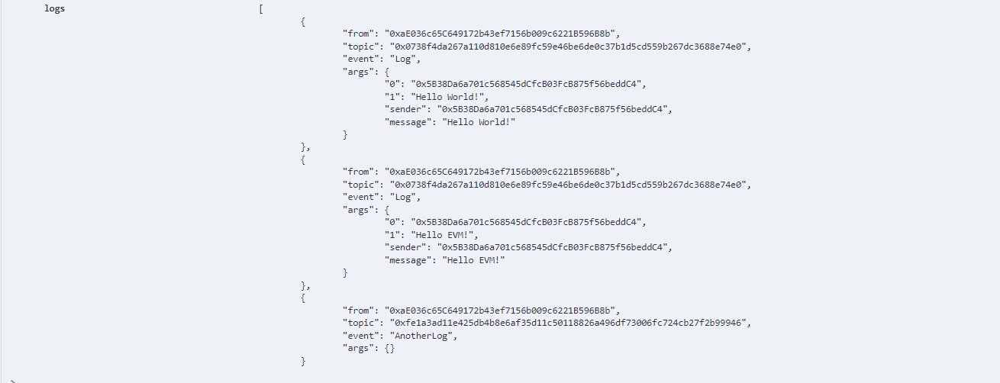 logs [
{
"from": "0xaE036c65C649172b43ef7156b009c6221B596B8b",
"topic": "0x0738f4da267a110d810e6e89fc59e46be6de0c37b1d5cd559b267dc3688e74e0",
"event": "Log",
"args": {
"0": "0x5B38Da6a701c568545dCfcB03FcB875f56beddC4",
"1": "Hello World!",
"sender": "0x5B38Da6a701c568545dCfcB03FcB875f56beddC4",
"message": "Hello World!"
}
},
{
"from": "0xaE036c65C649172b43ef7156b009c6221B596B8b",
"topic": "0x0738f4da267a110d810e6e89fc59e46be6de0c37b1d5cd559b267dc3688e74e0",
"event": "Log",
"args": {
"0": "0x5B38Da6a701c568545dCfcB03FcB875f56beddC4",
"1": "Hello EVM!",
"sender": "0x5B38Da6a701c568545dCfcB03FcB875f56beddC4",
"message": "Hello EVM!"
}
},
{
"from": "0xaE036c65C649172b43ef7156b009c6221B596B8b",
"topic": "0xfe1a3ad11e425db4b8e6af35d11c50118826a496df73006fc724cb27f2b99946",
"event": "AnotherLog",
"args": {}
}
>